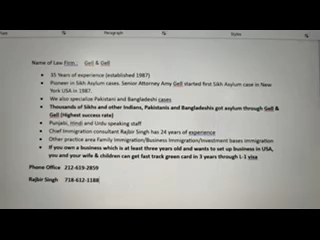 Font
Paragraph
Styles
Name of Law Firm : Gell & Gell
• 35 Years of experience (established 1987)
• Pioneer in Sikh Asylum cases. Senior Attorney Amy Gell started first Sikh Asylum case in New
York USA in 1987.
• We also specialize Pakistani and Bangladeshi cases
• Thousands of Sikhs and other Indians, Pakistanis and Bangladeshis got asylum through Gell &
Gell (Highest success rate)
• Punjabi, Hindi and Urdu speaking staff
• Chief Immigration consultant Rajbir Singh has 24 years of experience
• Other practice area Family Immigration/Business Immigration/Investment bases Immigration
• If you own a business which is at least three years old and wants to set up business in USA,
you and your wife & children can get fast track green card in 3 years through L-1 visa
Phone Office 212-619-2859
Rajbir Singh 718-612-1188